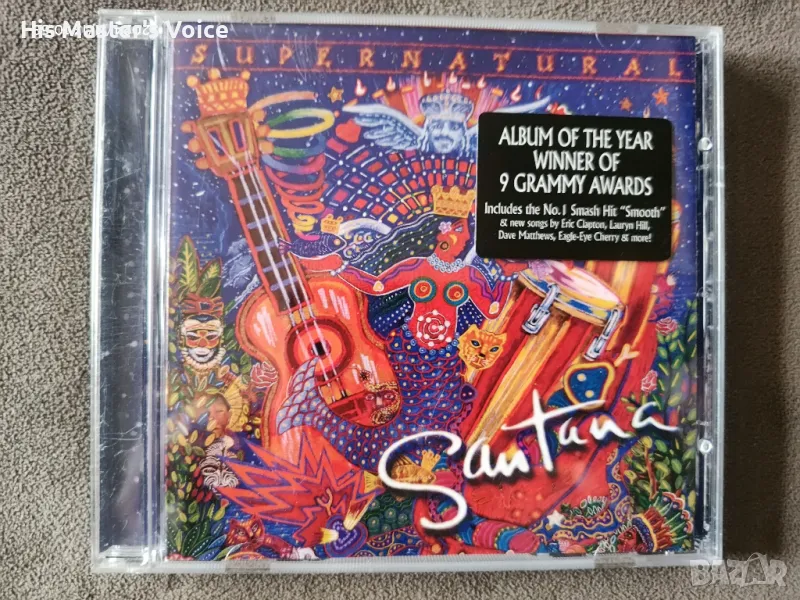 His Master's Voice
SUPERNATURAL
ALBUM OF THE YEAR
WINNER OF
9 GRAMMY AWARDS
Includes the No.1 Smash Hit "Smooth"
& new songs by Eric Clapton, Lauryn Hill,
Dave Matthews, Eagle-Eye Cherry & more!
Santana
BAZAR